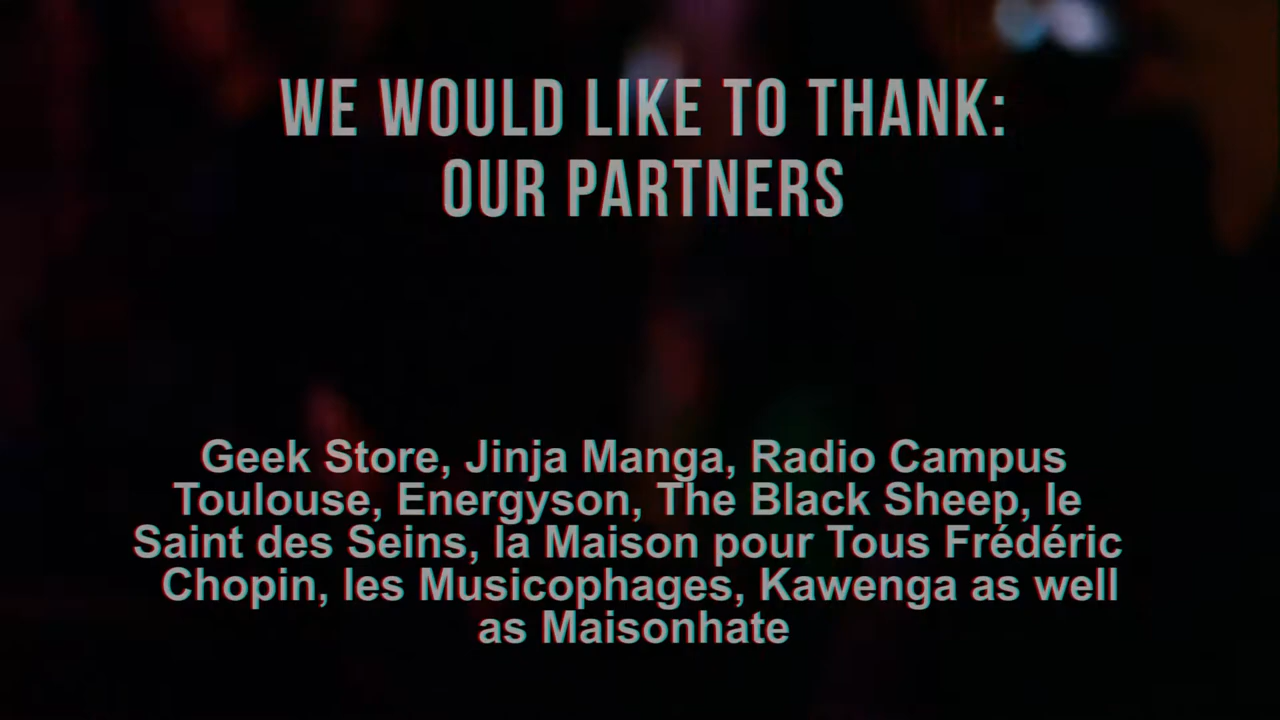 WE WOULD LIKE TO THANK:
OUR PARTNERS
Geek Store, Jinja Manga, Radio Campus
Toulouse, Energyson, The Black Sheep, le
Saint des Seins, la Maison pour Tous Frédéric
Chopin, les Musicophages, Kawenga as well
as Maisonhate